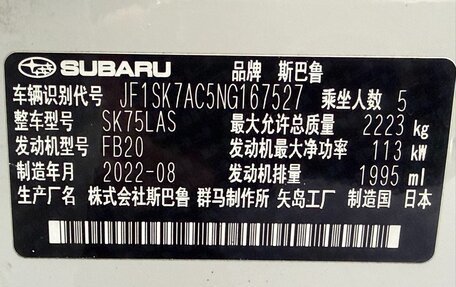 SUBARU 品牌 斯巴鲁
车辆识别代号 JF1SK7AC5NG167527 乘坐人数 5
整车型号 SK75LAS 最大允许总质量 2223 kg
发动机型号 FB20 发动机最大净功率 113 kW
制造年月 2022-08 发动机排量 1995 ml
生产厂名 株式会社斯巴鲁 群马制作所 矢岛工厂 制造国 日本